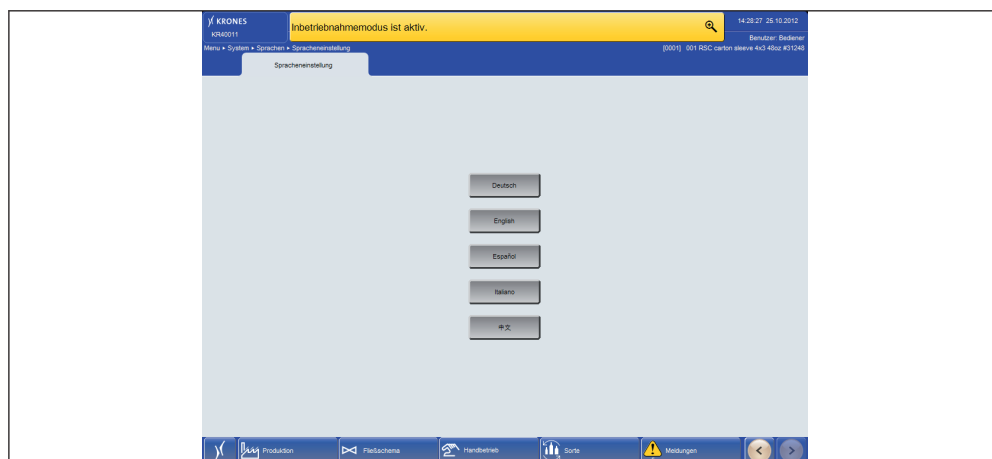 KRONES
KR40011
Inbetriebnahmemodus ist aktiv.
14:28:27 25.10.2012
Benutzer: Bediener
Menu ▸ System ▸ Sprachen ▸ Spracheneinstellung
[0001] 001 RSC carton sleeve 4x3 48oz #31248
Spracheneinstellung
Deutsch
English
Español
Italiano
中文
Produktion
Fließschema
Handbetrieb
Sorte
Meldungen